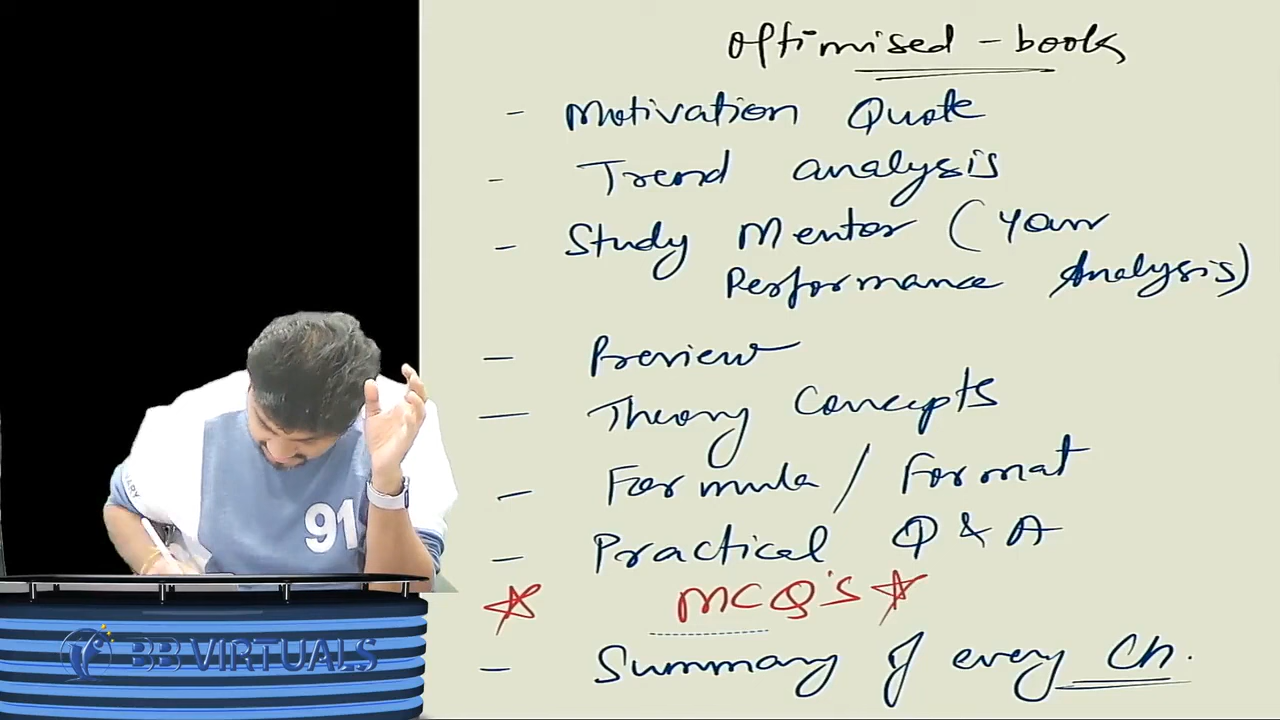 Optimised - book
- Motivation Quote
- Trend analysis
- Study Mentor (Your
Performance Analysis)
- Preview
- Theory Concepts
- Formula / Format
- Practical Q & A
☆ MCQ's ☆
- Summary of every Ch.
91
BB VIRTUALS